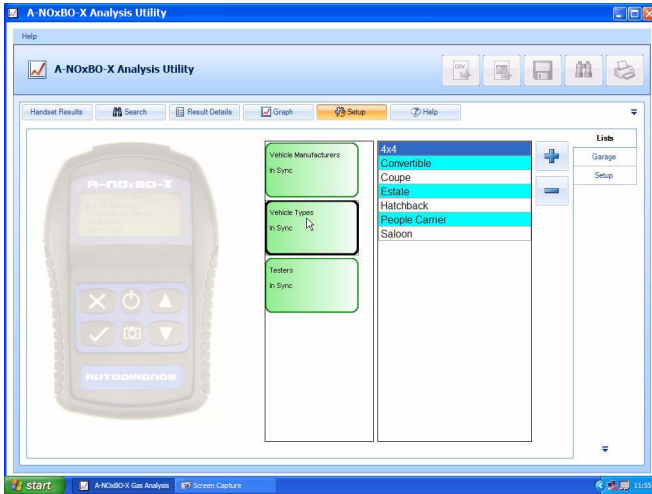 A-NOxBO-X Analysis Utility
Help
A-NOxBO-X Analysis Utility
CSV
Handset Results
Search
Result Details
Graph
Setup
Help
Lists
Garage
Setup
Vehicle Manufacturers
In Sync
Vehicle Types
In Sync
Testers
In Sync
4x4
Convertible
Coupe
Estate
Hatchback
People Carrier
Saloon
A-NOxBO-X
AUTODIAGNOS
start
A-NOxBO-X Gas Analysis
Screen Capture
11:55